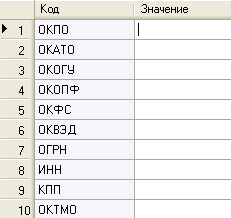 Код Значение
1 ОКПО
2 ОКАТО
3 ОКОГУ
4 ОКОПФ
5 ОКФС
6 ОКВЭД
7 ОГРН
8 ИНН
9 КПП
10 ОКТМО